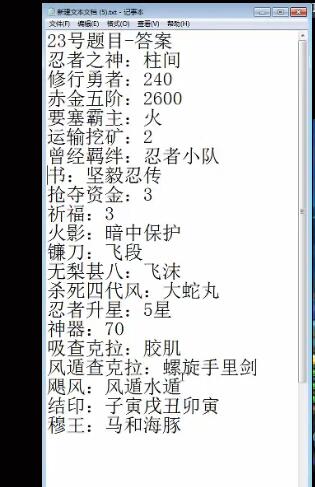 新建文本文档 (5).txt - 记事本
文件(F) 编辑(E) 格式(O) 查看(V) 帮助(H)
23号题目-答案
忍者之神：柱间
修行勇者：240
赤金五阶：2600
要塞霸主：火
运输挖矿：2
曾经羁绊：忍者小队
书：坚毅忍传
抢夺资金：3
祈福：3
火影：暗中保护
镰刀：飞段
无梨甚八：飞沫
杀死四代风：大蛇丸
忍者升星：5星
神器：70
吸查克拉：胶肌
风遁查克拉：螺旋手里剑
飓风：风遁水遁
结印：子寅戌丑卯寅
穆王：马和海豚